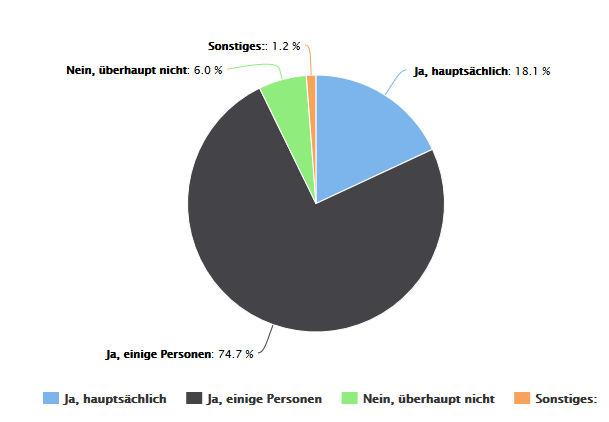 Sonstiges:: 1.2 %
Nein, überhaupt nicht: 6.0 %
Ja, hauptsächlich: 18.1 %
Ja, einige Personen: 74.7 %
Ja, hauptsächlich Ja, einige Personen Nein, überhaupt nicht Sonstiges: